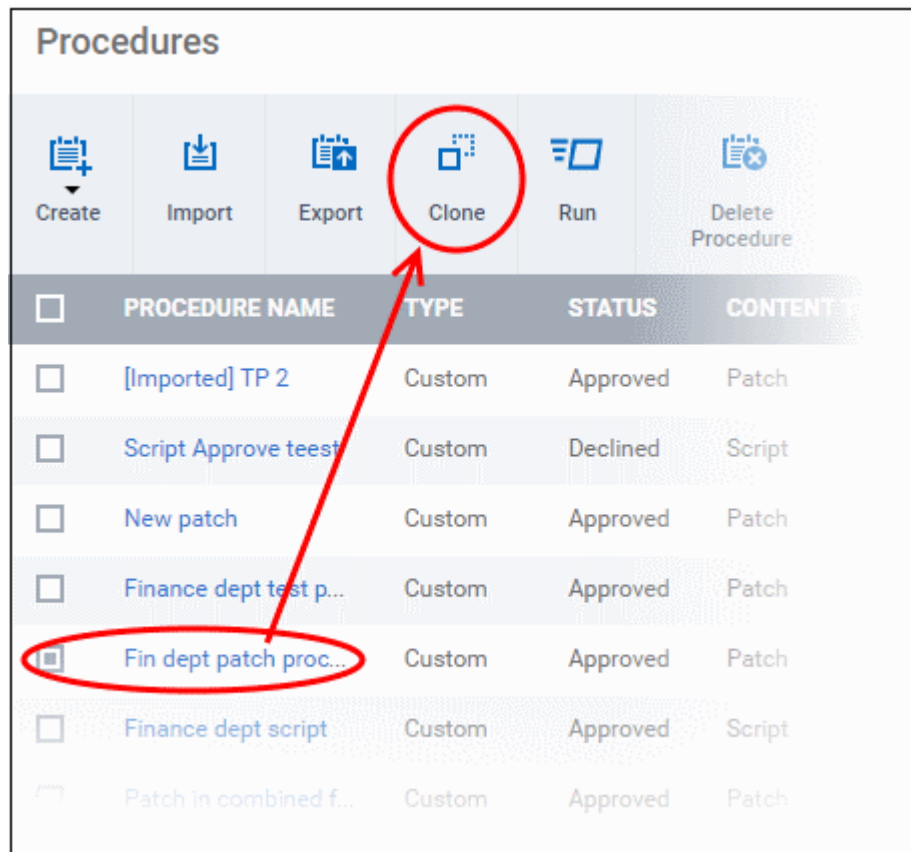 Procedures
Create Import Export Clone Run Delete
Procedure
PROCEDURE NAME TYPE STATUS CONTENT T
[Imported] TP 2 Custom Approved Patch
Script Approve teest Custom Declined Script
New patch Custom Approved Patch
Finance dept test p... Custom Approved Patch
Fin dept patch proc... Custom Approved Patch
Finance dept script Custom Approved Script
Patch in combined f... Custom Approved Patch